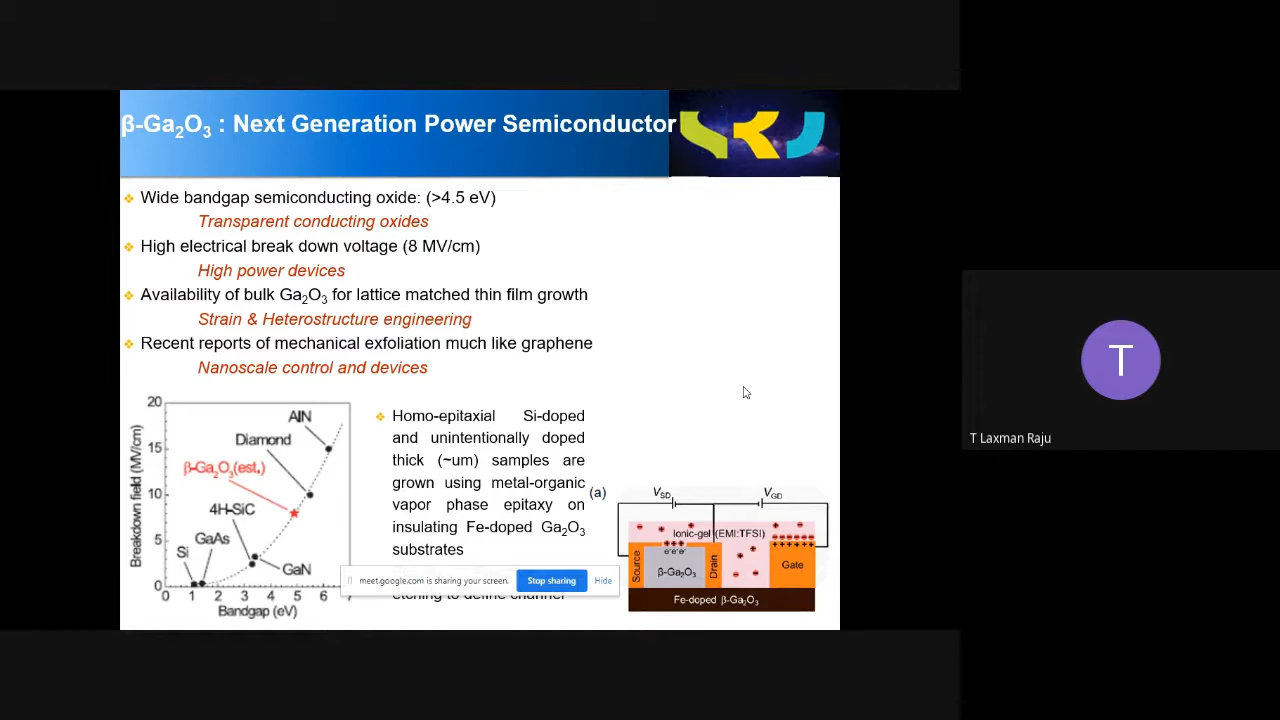 β-Ga2O3 : Next Generation Power Semiconductor
Wide bandgap semiconducting oxide: (>4.5 eV)
Transparent conducting oxides
High electrical break down voltage (8 MV/cm)
High power devices
Availability of bulk Ga2O3 for lattice matched thin film growth
Strain & Heterostructure engineering
Recent reports of mechanical exfoliation much like graphene
Nanoscale control and devices
Breakdown field (MV/cm)
20
15
10
5
0
AlN
Diamond
β-Ga2O3(est.)
4H-SiC
GaAs
Si
GaN
0 1 2 3 4 5 6 7
Bandgap (eV)
Homo-epitaxial Si-doped
and unintentionally doped
thick (~um) samples are
grown using metal-organic
vapor phase epitaxy on
insulating Fe-doped Ga2O3
substrates
etching to define channel
meet.google.com is sharing your screen.
Stop sharing
Hide
(a)
VSD
VGD
Ionic-gel (EMI:TFSI)
e-e-e-
Source
β-Ga2O3
Drain
Gate
Fe-doped β-Ga2O3
T
T Laxman Raju